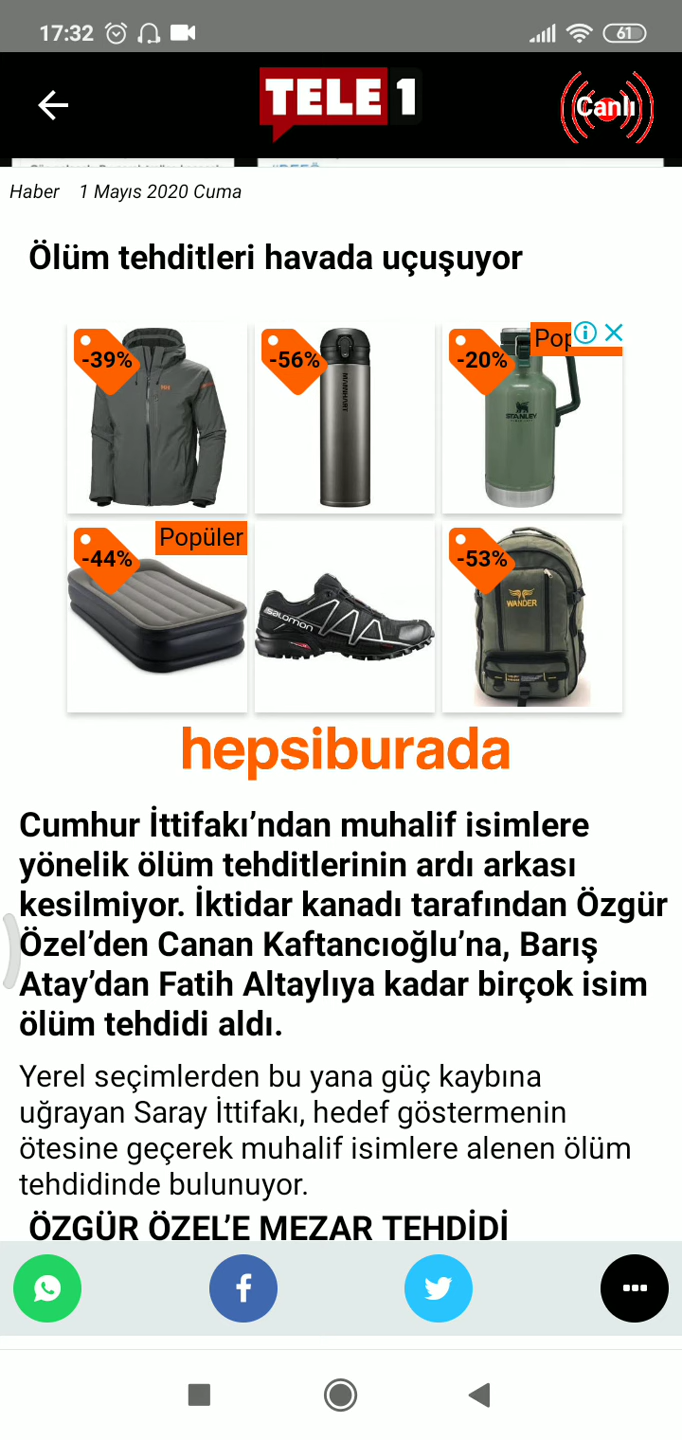 17:32
61
TELE 1
Canlı
Haber 1 Mayıs 2020 Cuma
Ölüm tehditleri havada uçuşuyor
-39%
-56%
-20%
Pop
STANLEY
-44%
Popüler
salomon
-53%
WANDER
hepsiburada
Cumhur İttifakı’ndan muhalif isimlere
yönelik ölüm tehditlerinin ardı arkası
kesilmiyor. İktidar kanadı tarafından Özgür
Özel’den Canan Kaftancıoğlu’na, Barış
Atay’dan Fatih Altaylıya kadar birçok isim
ölüm tehdidi aldı.
Yerel seçimlerden bu yana güç kaybına
uğrayan Saray İttifakı, hedef göstermenin
ötesine geçerek muhalif isimlere alenen ölüm
tehdidinde bulunuyor.
ÖZGÜR ÖZEL’E MEZAR TEHDİDİ